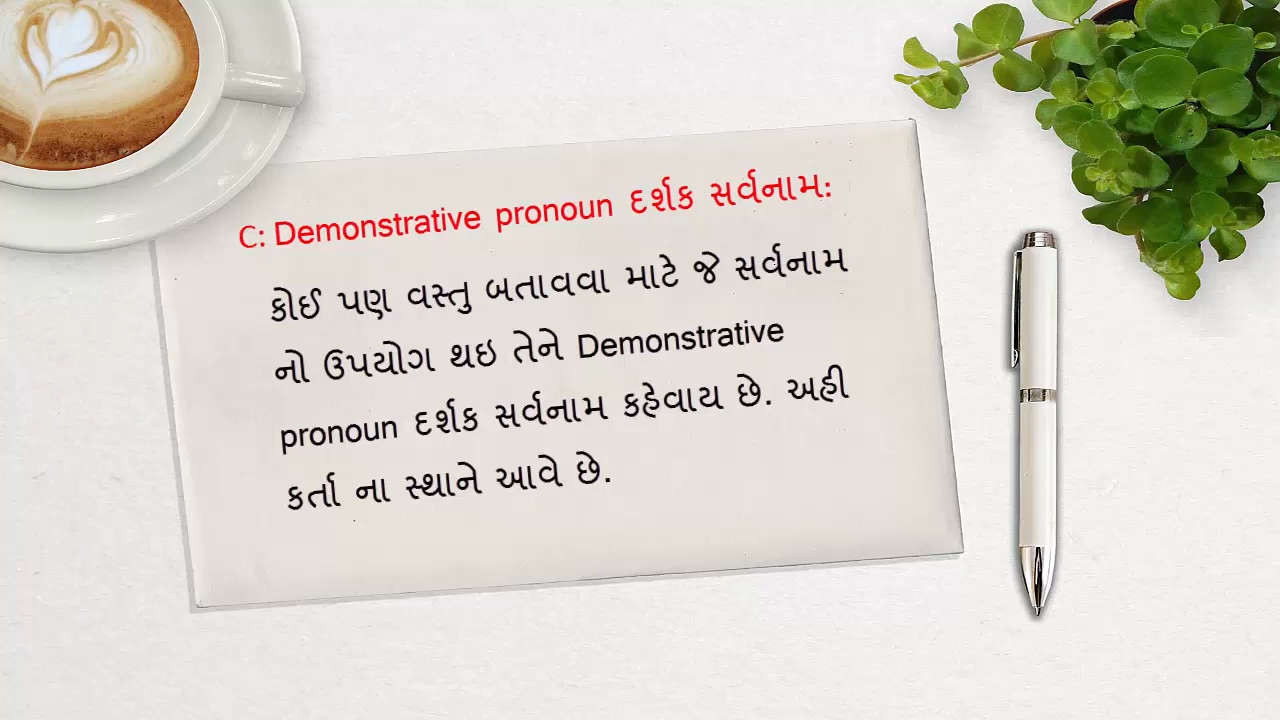 C: Demonstrative pronoun દર્શક સર્વનામ:
કોઈ પણ વસ્તુ બતાવવા માટે જે સર્વનામ
નો ઉપયોગ થઇ તેને Demonstrative
pronoun દર્શક સર્વનામ કહેવાય છે. અહી
કર્તા ના સ્થાને આવે છે.